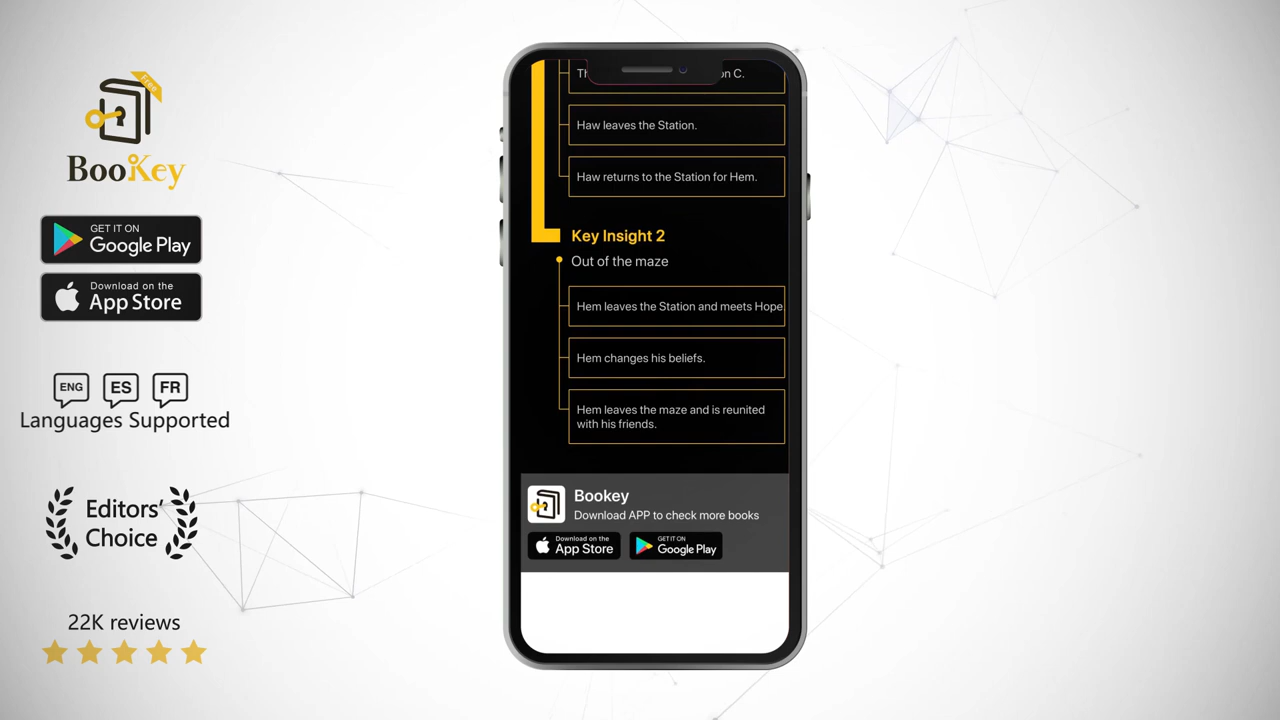 Free
BooKey
GET IT ON
Google Play
Download on the
App Store
ENG ES FR
Languages Supported
Editors'
Choice
22K reviews
on C.
Haw leaves the Station.
Haw returns to the Station for Hem.
Key Insight 2
Out of the maze
Hem leaves the Station and meets Hope.
Hem changes his beliefs.
Hem leaves the maze and is reunited
with his friends.
Bookey
Download APP to check more books
Download on the
App Store
GET IT ON
Google Play